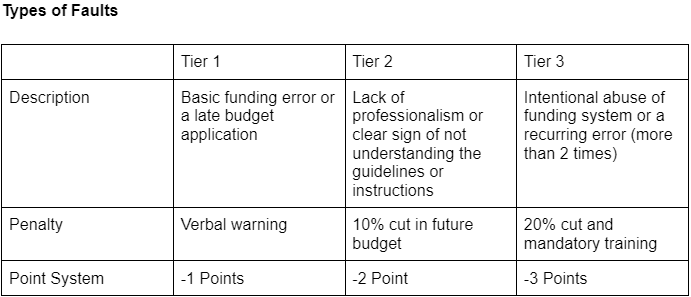 Types of Faults
Tier 1
Tier 2
Tier 3
Description
Basic funding error or
a late budget
application
Lack of
professionalism or
clear sign of not
understanding the
guidelines or
instructions
Intentional abuse of
funding system or a
recurring error (more
than 2 times)
Penalty
Verbal warning
10% cut in future
budget
20% cut and
mandatory training
Point System
-1 Points
-2 Point
-3 Points